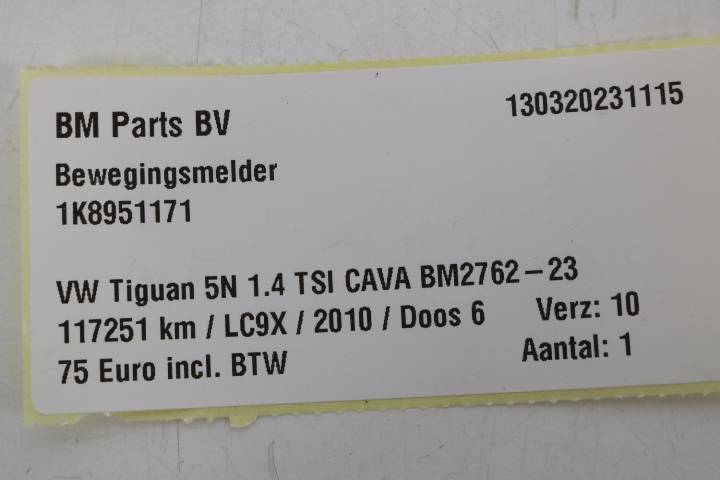 BM Parts BV 130320231115
Bewegingsmelder
1K8951171
VW Tiguan 5N 1.4 TSI CAVA BM2762-23
117251 km / LC9X / 2010 / Doos 6 Verz: 10
75 Euro incl. BTW Aantal: 1